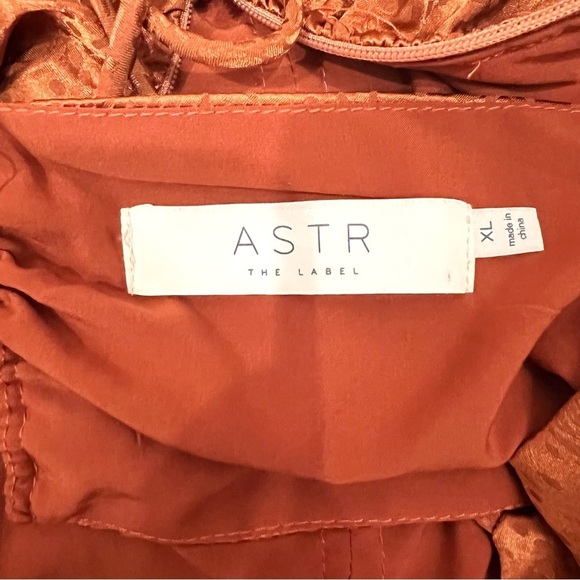 ASTR
THE LABEL
XL
made in
china